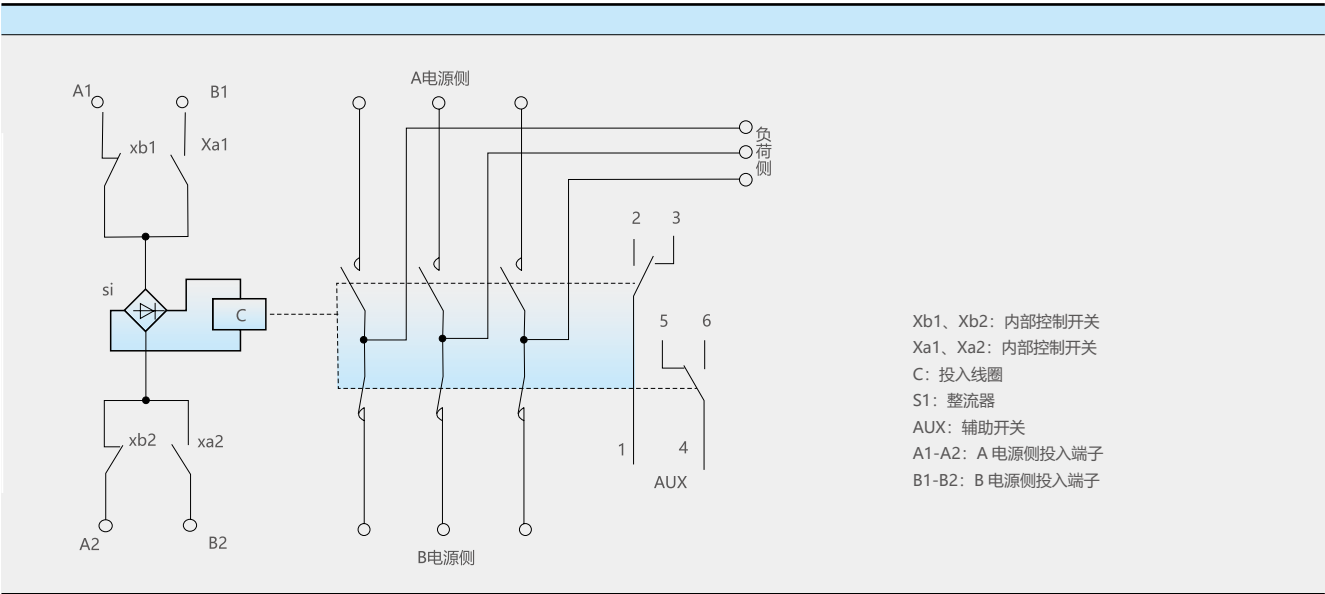 A电源侧
A1
B1
xb1
Xa1
负荷侧
2
3
si
C
5
6
Xb1、Xb2：内部控制开关
Xa1、Xa2：内部控制开关
C：投入线圈
S1：整流器
AUX：辅助开关
A1-A2：A 电源侧投入端子
B1-B2：B 电源侧投入端子
xb2
xa2
1
4
AUX
A2
B2
B电源侧